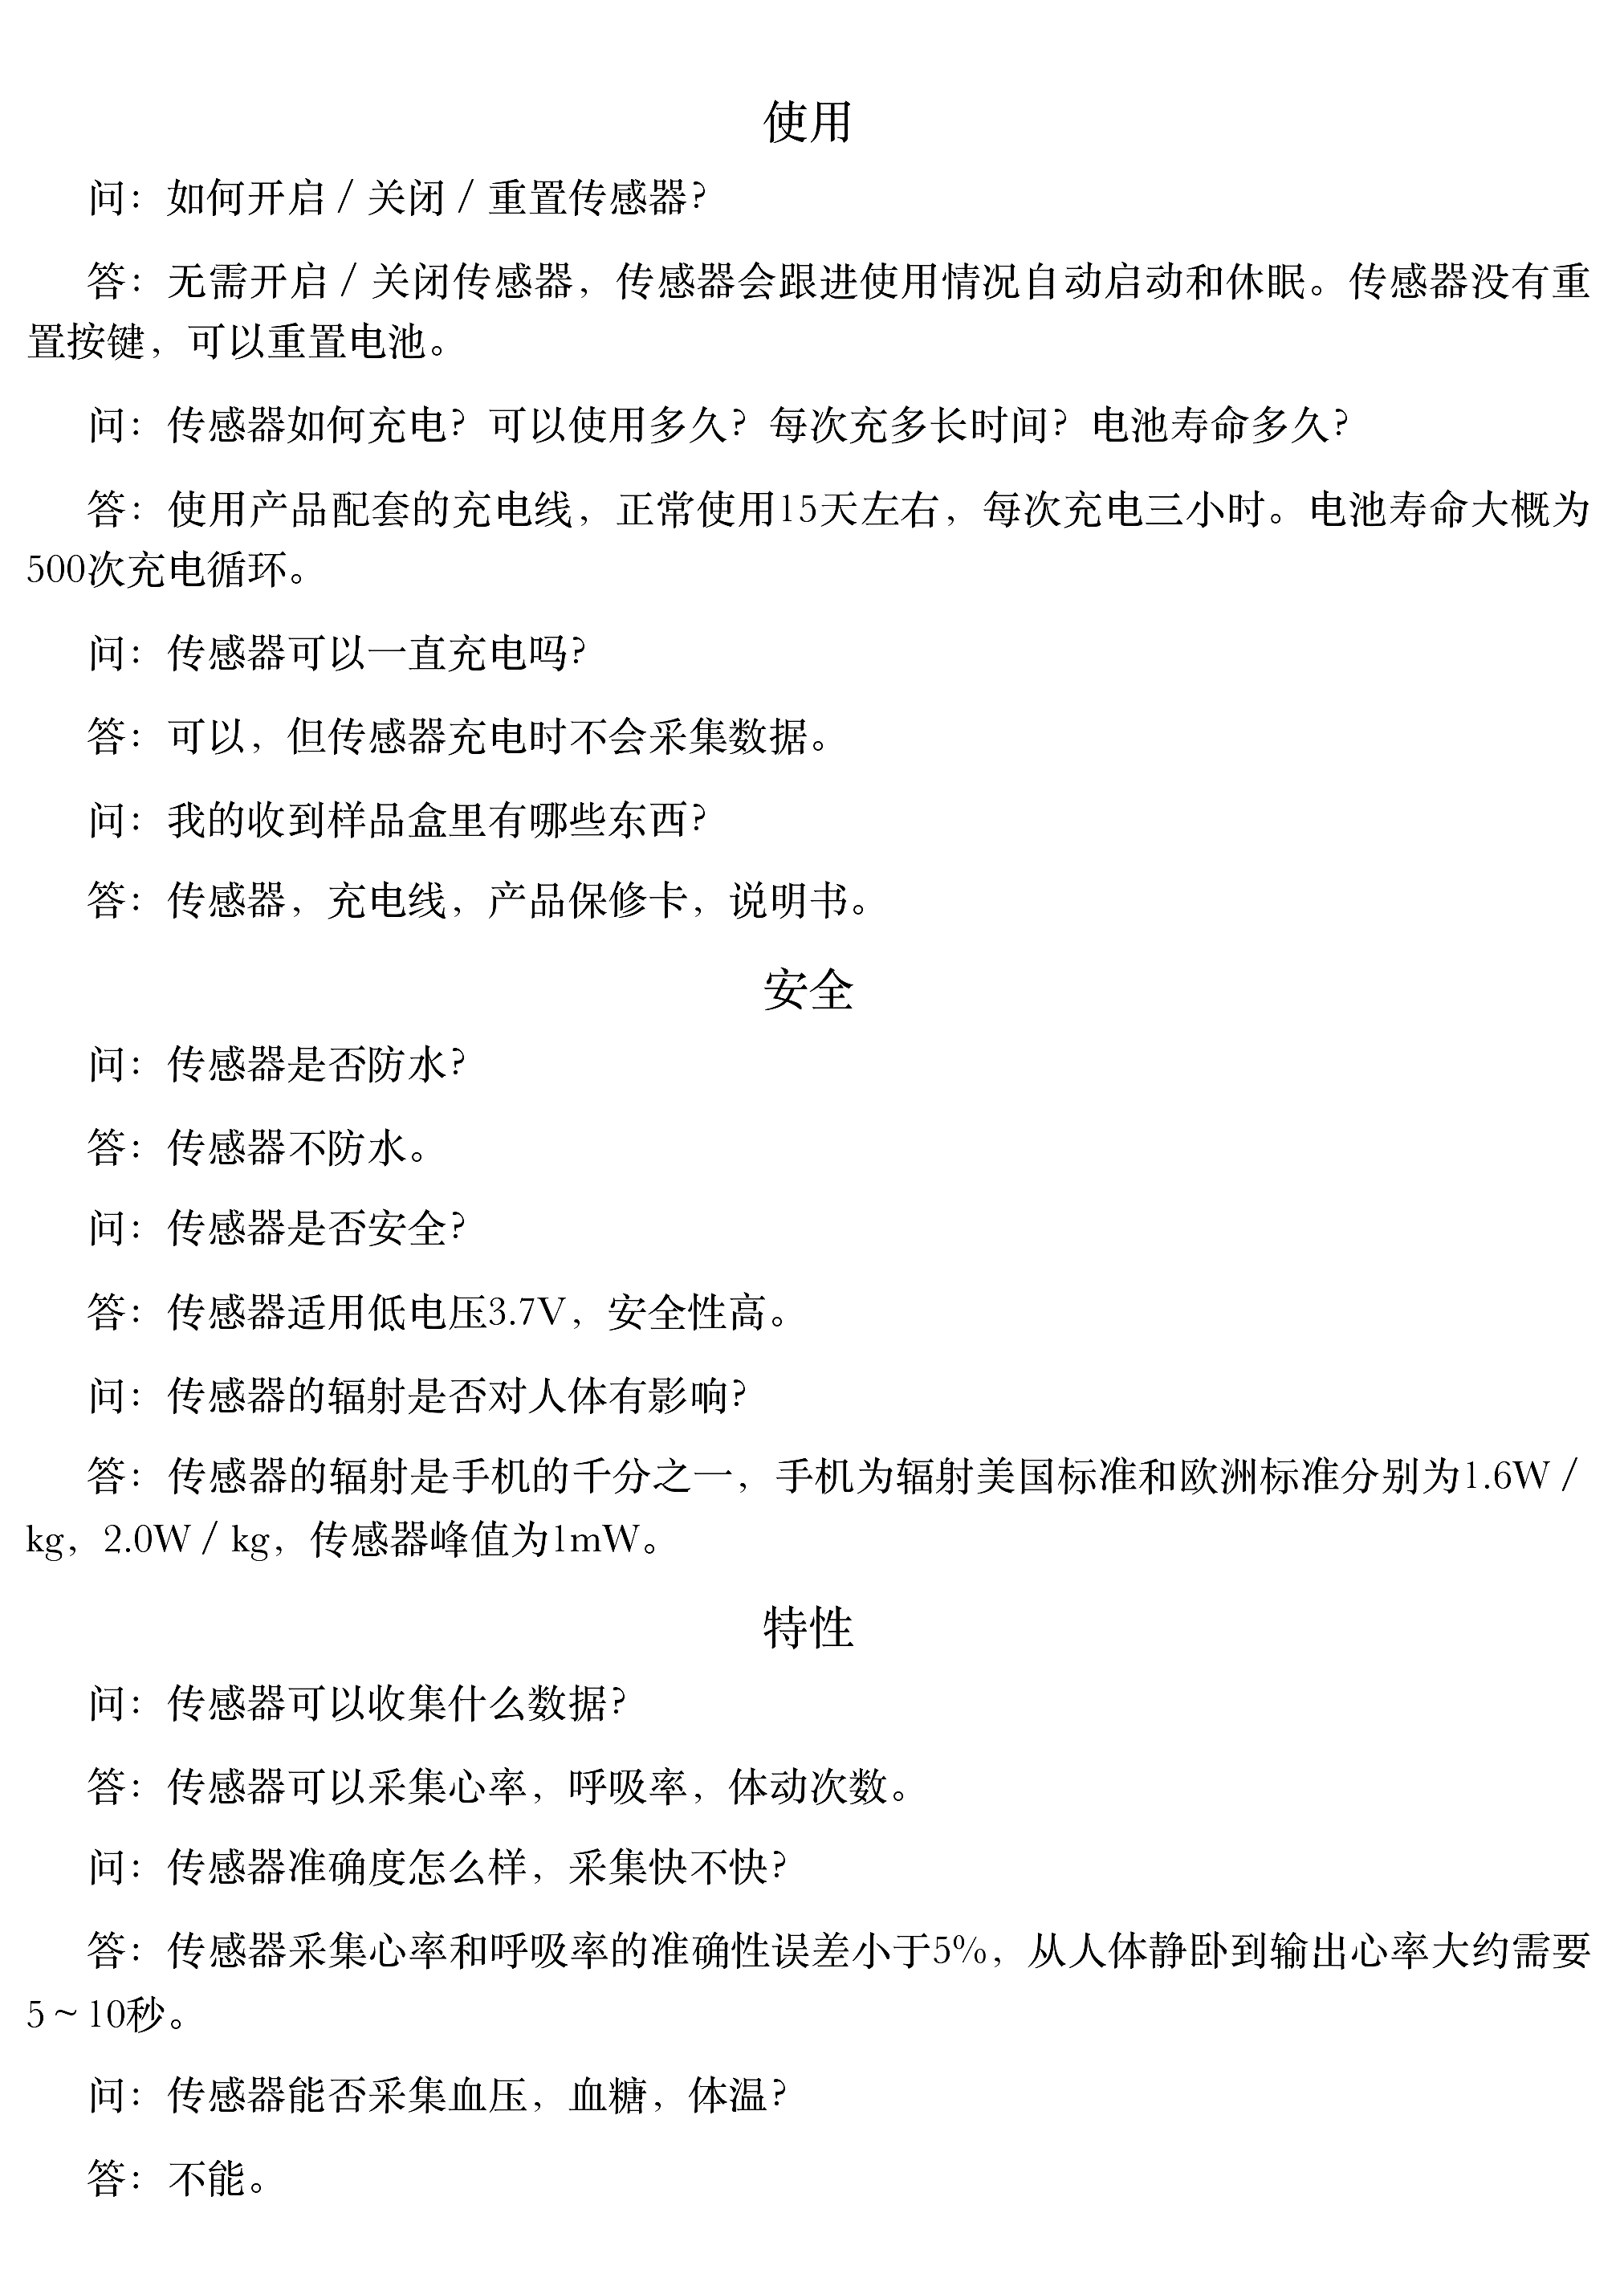 使用
问：如何开启／关闭／重置传感器？
答：无需开启／关闭传感器，传感器会跟进使用情况自动启动和休眠。传感器没有重
置按键，可以重置电池。
问：传感器如何充电？可以使用多久？每次充多长时间？电池寿命多久？
答：使用产品配套的充电线，正常使用15天左右，每次充电三小时。电池寿命大概为
500次充电循环。
问：传感器可以一直充电吗？
答：可以，但传感器充电时不会采集数据。
问：我的收到样品盒里有哪些东西？
答：传感器，充电线，产品保修卡，说明书。
安全
问：传感器是否防水？
答：传感器不防水。
问：传感器是否安全？
答：传感器适用低电压3.7V，安全性高。
问：传感器的辐射是否对人体有影响？
答：传感器的辐射是手机的千分之一，手机为辐射美国标准和欧洲标准分别为1.6W／
kg，2.0W／kg，传感器峰值为1mW。
特性
问：传感器可以收集什么数据？
答：传感器可以采集心率，呼吸率，体动次数。
问：传感器准确度怎么样，采集快不快？
答：传感器采集心率和呼吸率的准确性误差小于5%，从人体静卧到输出心率大约需要
5～10秒。
问：传感器能否采集血压，血糖，体温？
答：不能。